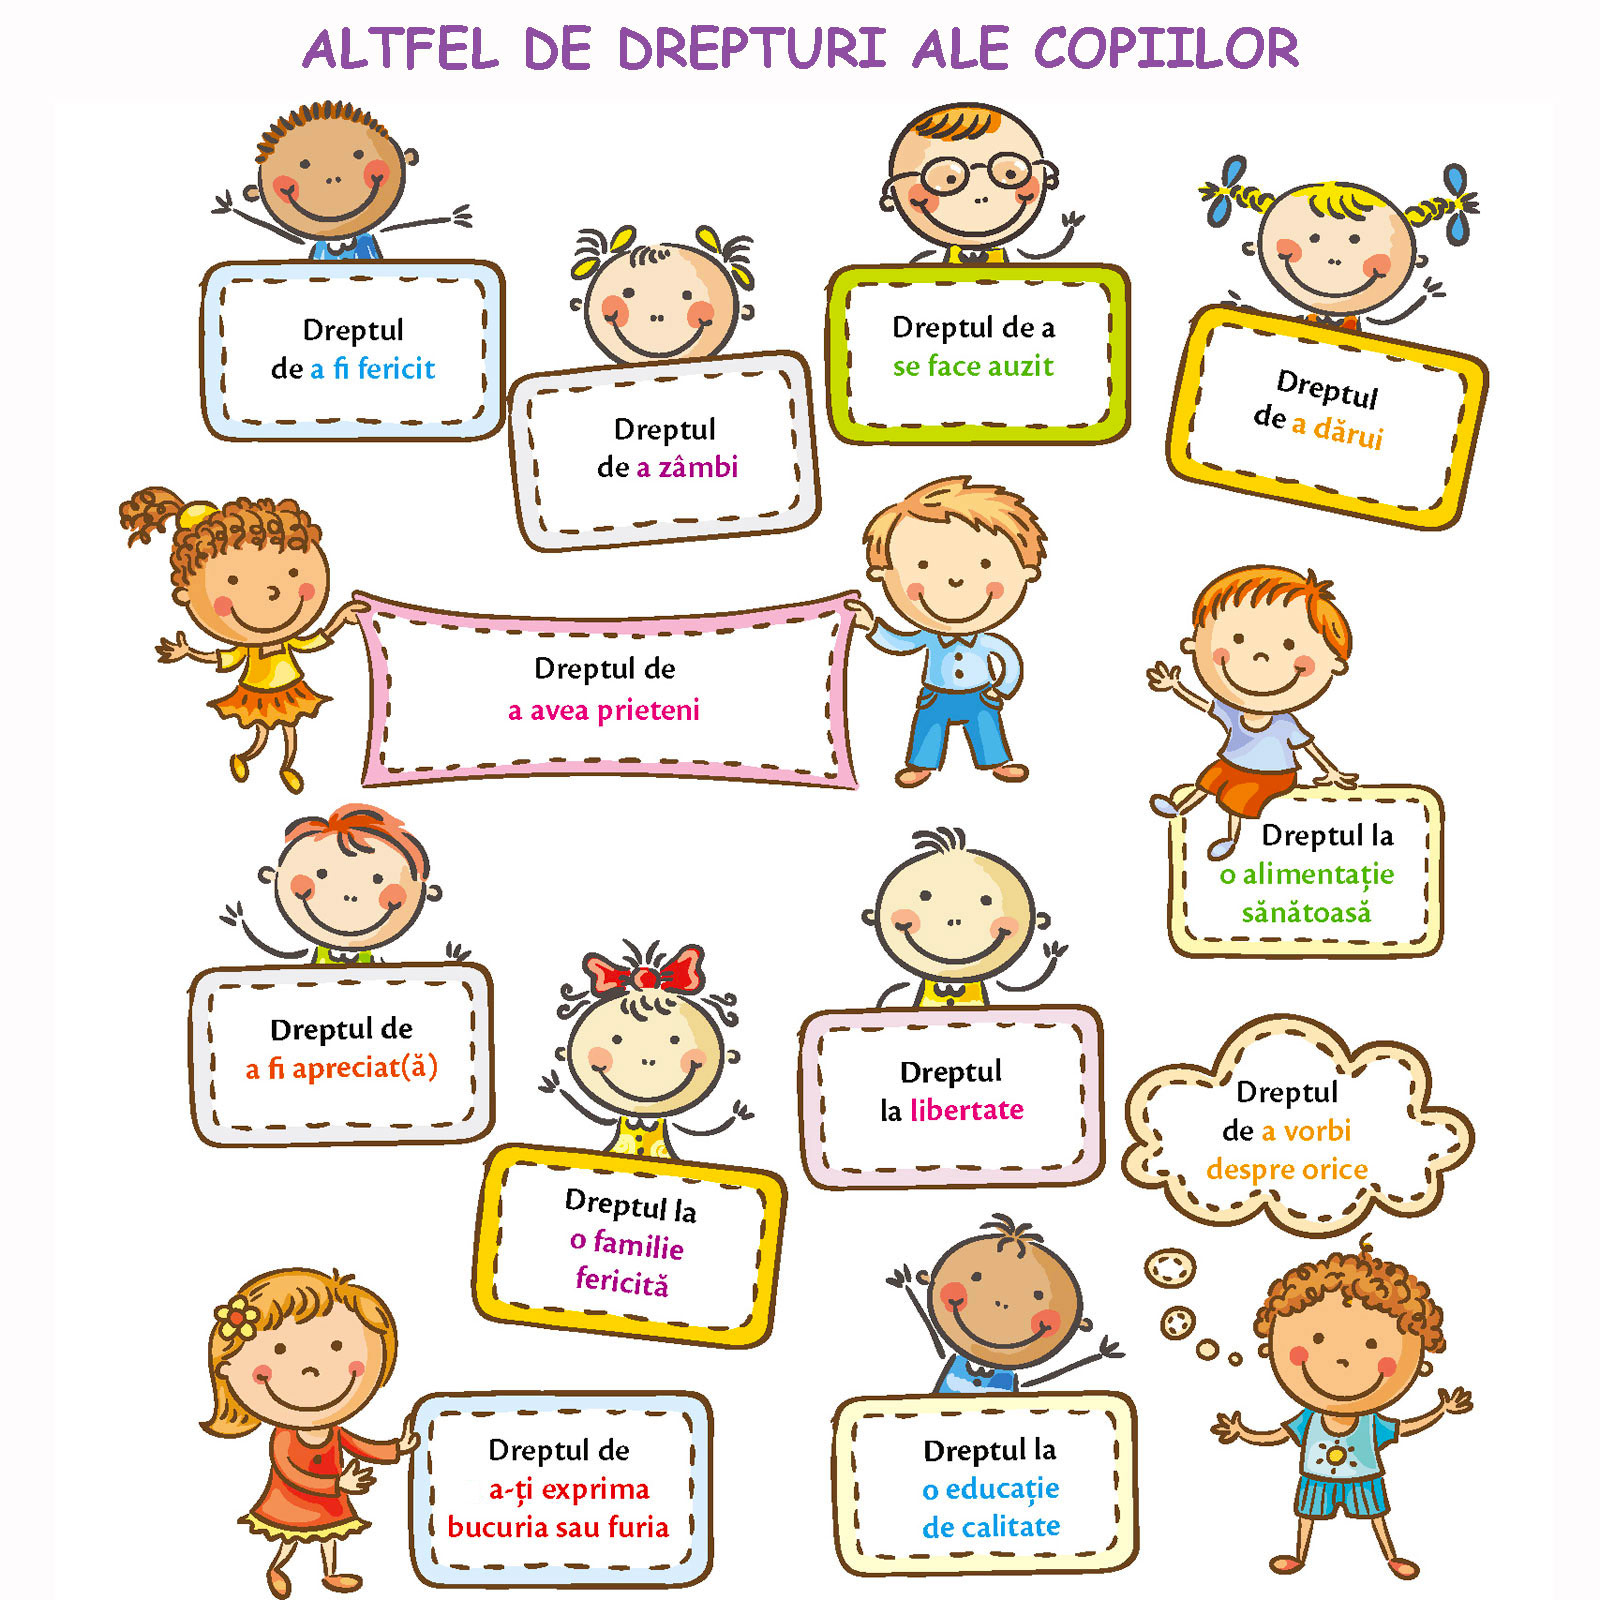 ALTFEL DE DREPTURI ALE COPIILOR
Dreptul
de a fi fericit
Dreptul
de a zâmbi
Dreptul de a
se face auzit
Dreptul
de a dărui
Dreptul de
a avea prieteni
Dreptul la
o alimentație
sănătoasă
Dreptul de
a fi apreciat(ă)
Dreptul la
o familie
fericită
Dreptul
la libertate
Dreptul
de a vorbi
despre orice
Dreptul de
a-ți exprima
bucuria sau furia
Dreptul la
o educație
de calitate